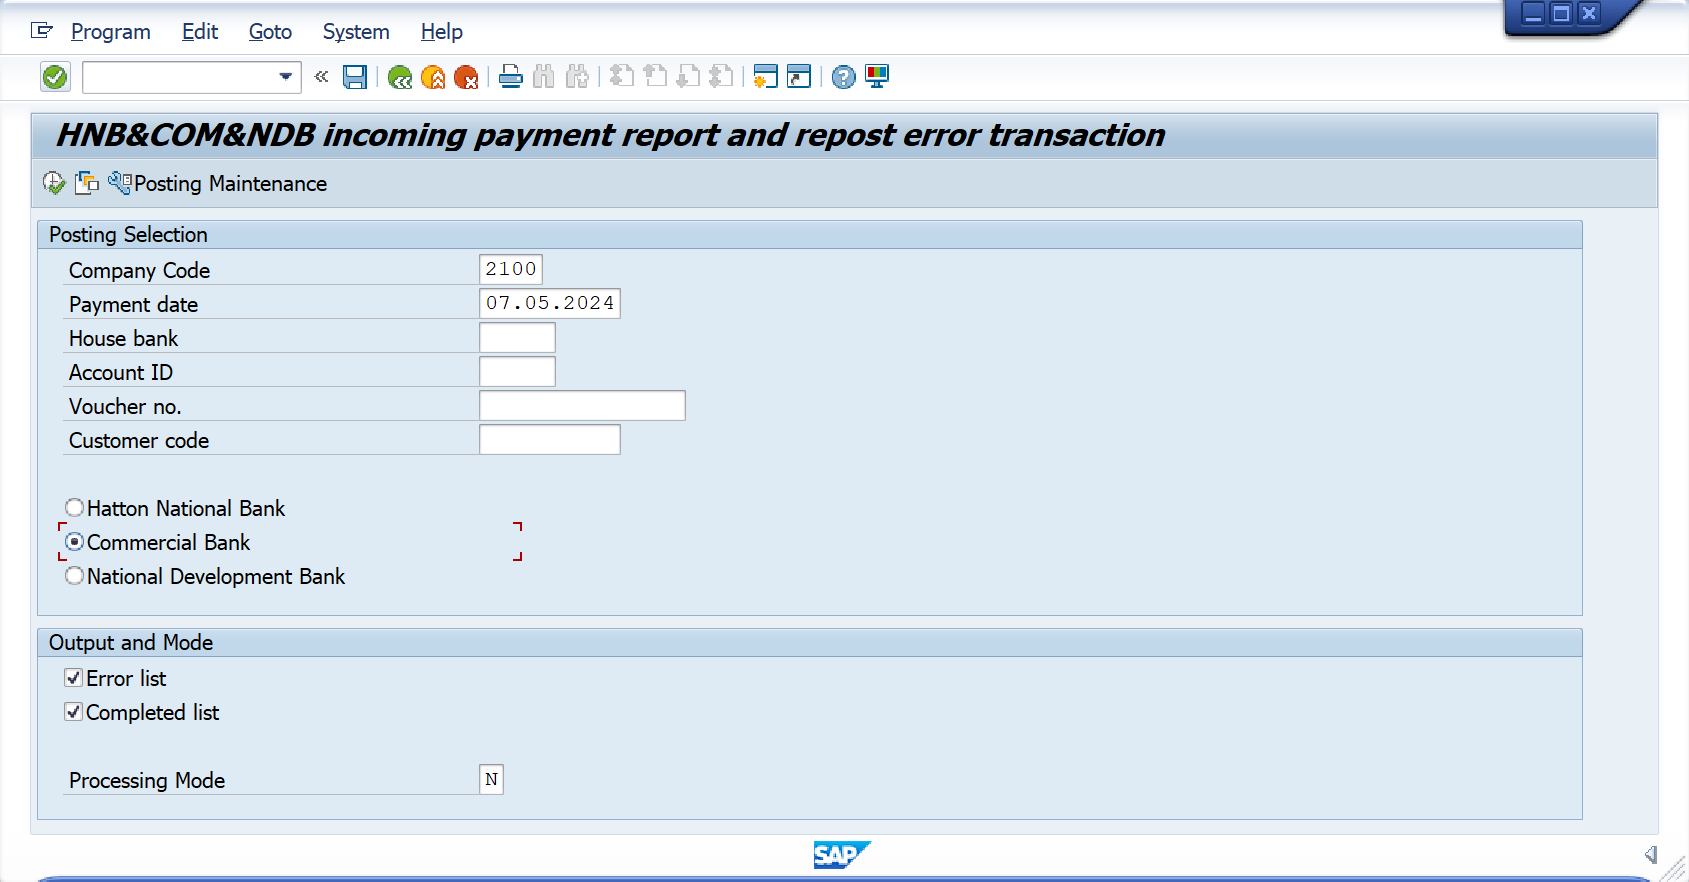 Program Edit Goto System Help
HNB&COM&NDB incoming payment report and repost error transaction
Posting Maintenance
Posting Selection
Company Code 2100
Payment date 07.05.2024
House bank
Account ID
Voucher no.
Customer code
Hatton National Bank
Commercial Bank
National Development Bank
Output and Mode
Error list
Completed list
Processing Mode N
SAP